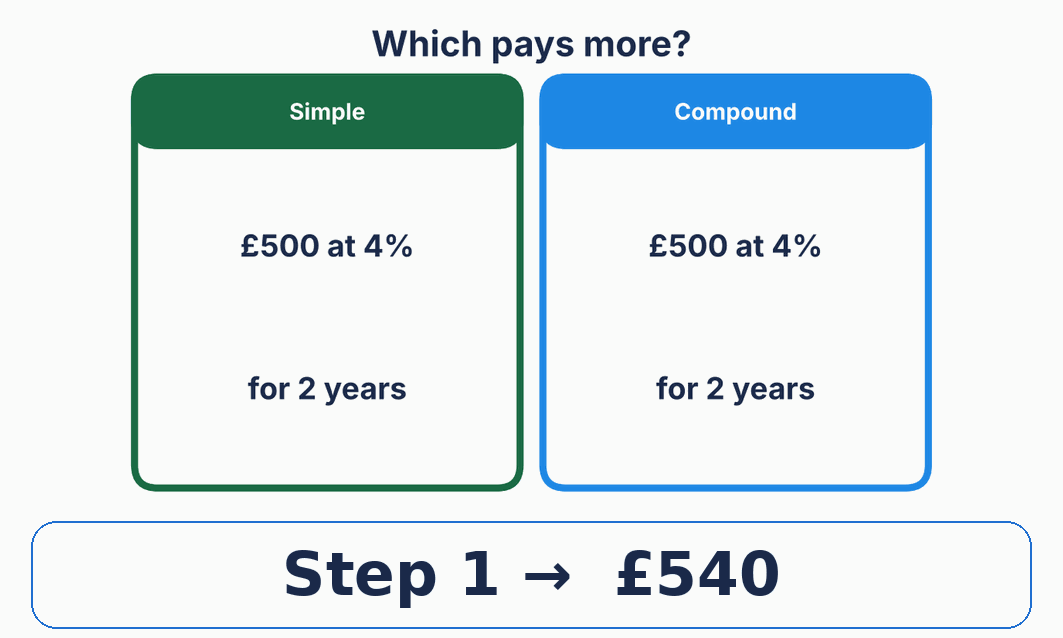 Which pays more?
Simple
£500 at 4%
for 2 years
Compound
£500 at 4%
for 2 years
Step 1 → £540